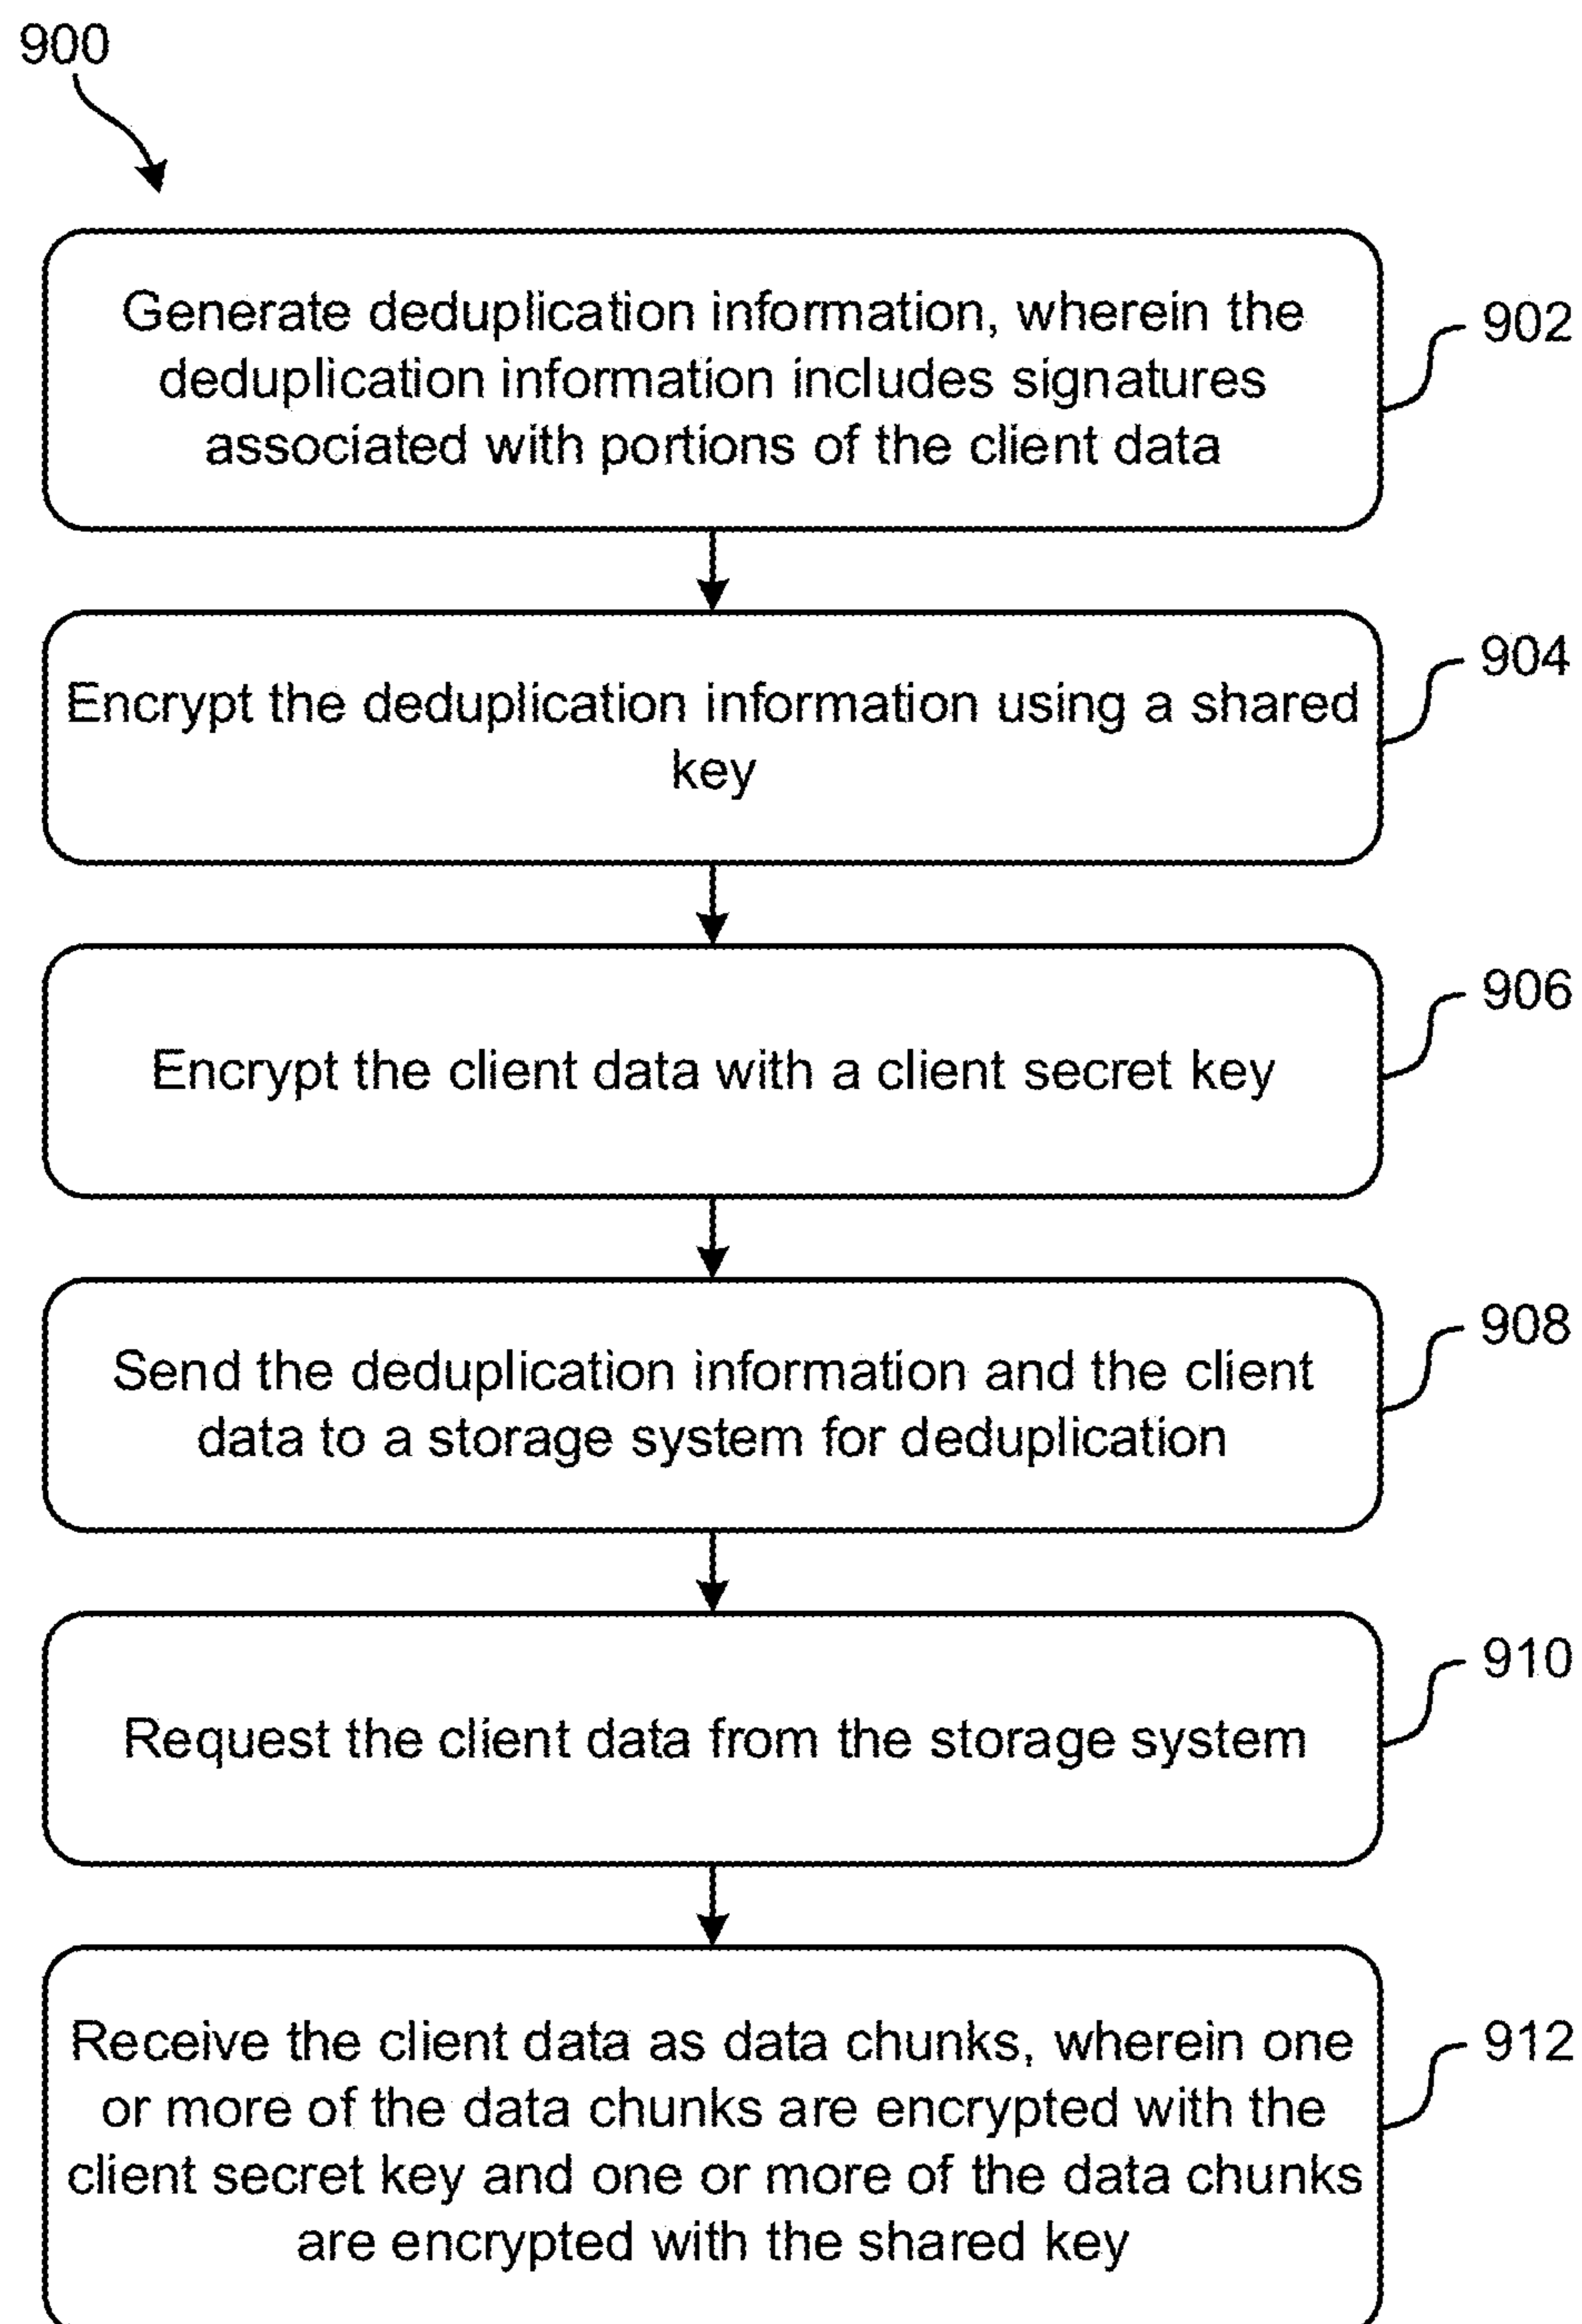 900
Generate deduplication information, wherein the
deduplication information includes signatures
associated with portions of the client data
902
Encrypt the deduplication information using a shared
key
904
Encrypt the client data with a client secret key
906
Send the deduplication information and the client
data to a storage system for deduplication
908
Request the client data from the storage system
910
Receive the client data as data chunks, wherein one
or more of the data chunks are encrypted with the
client secret key and one or more of the data chunks
are encrypted with the shared key
912